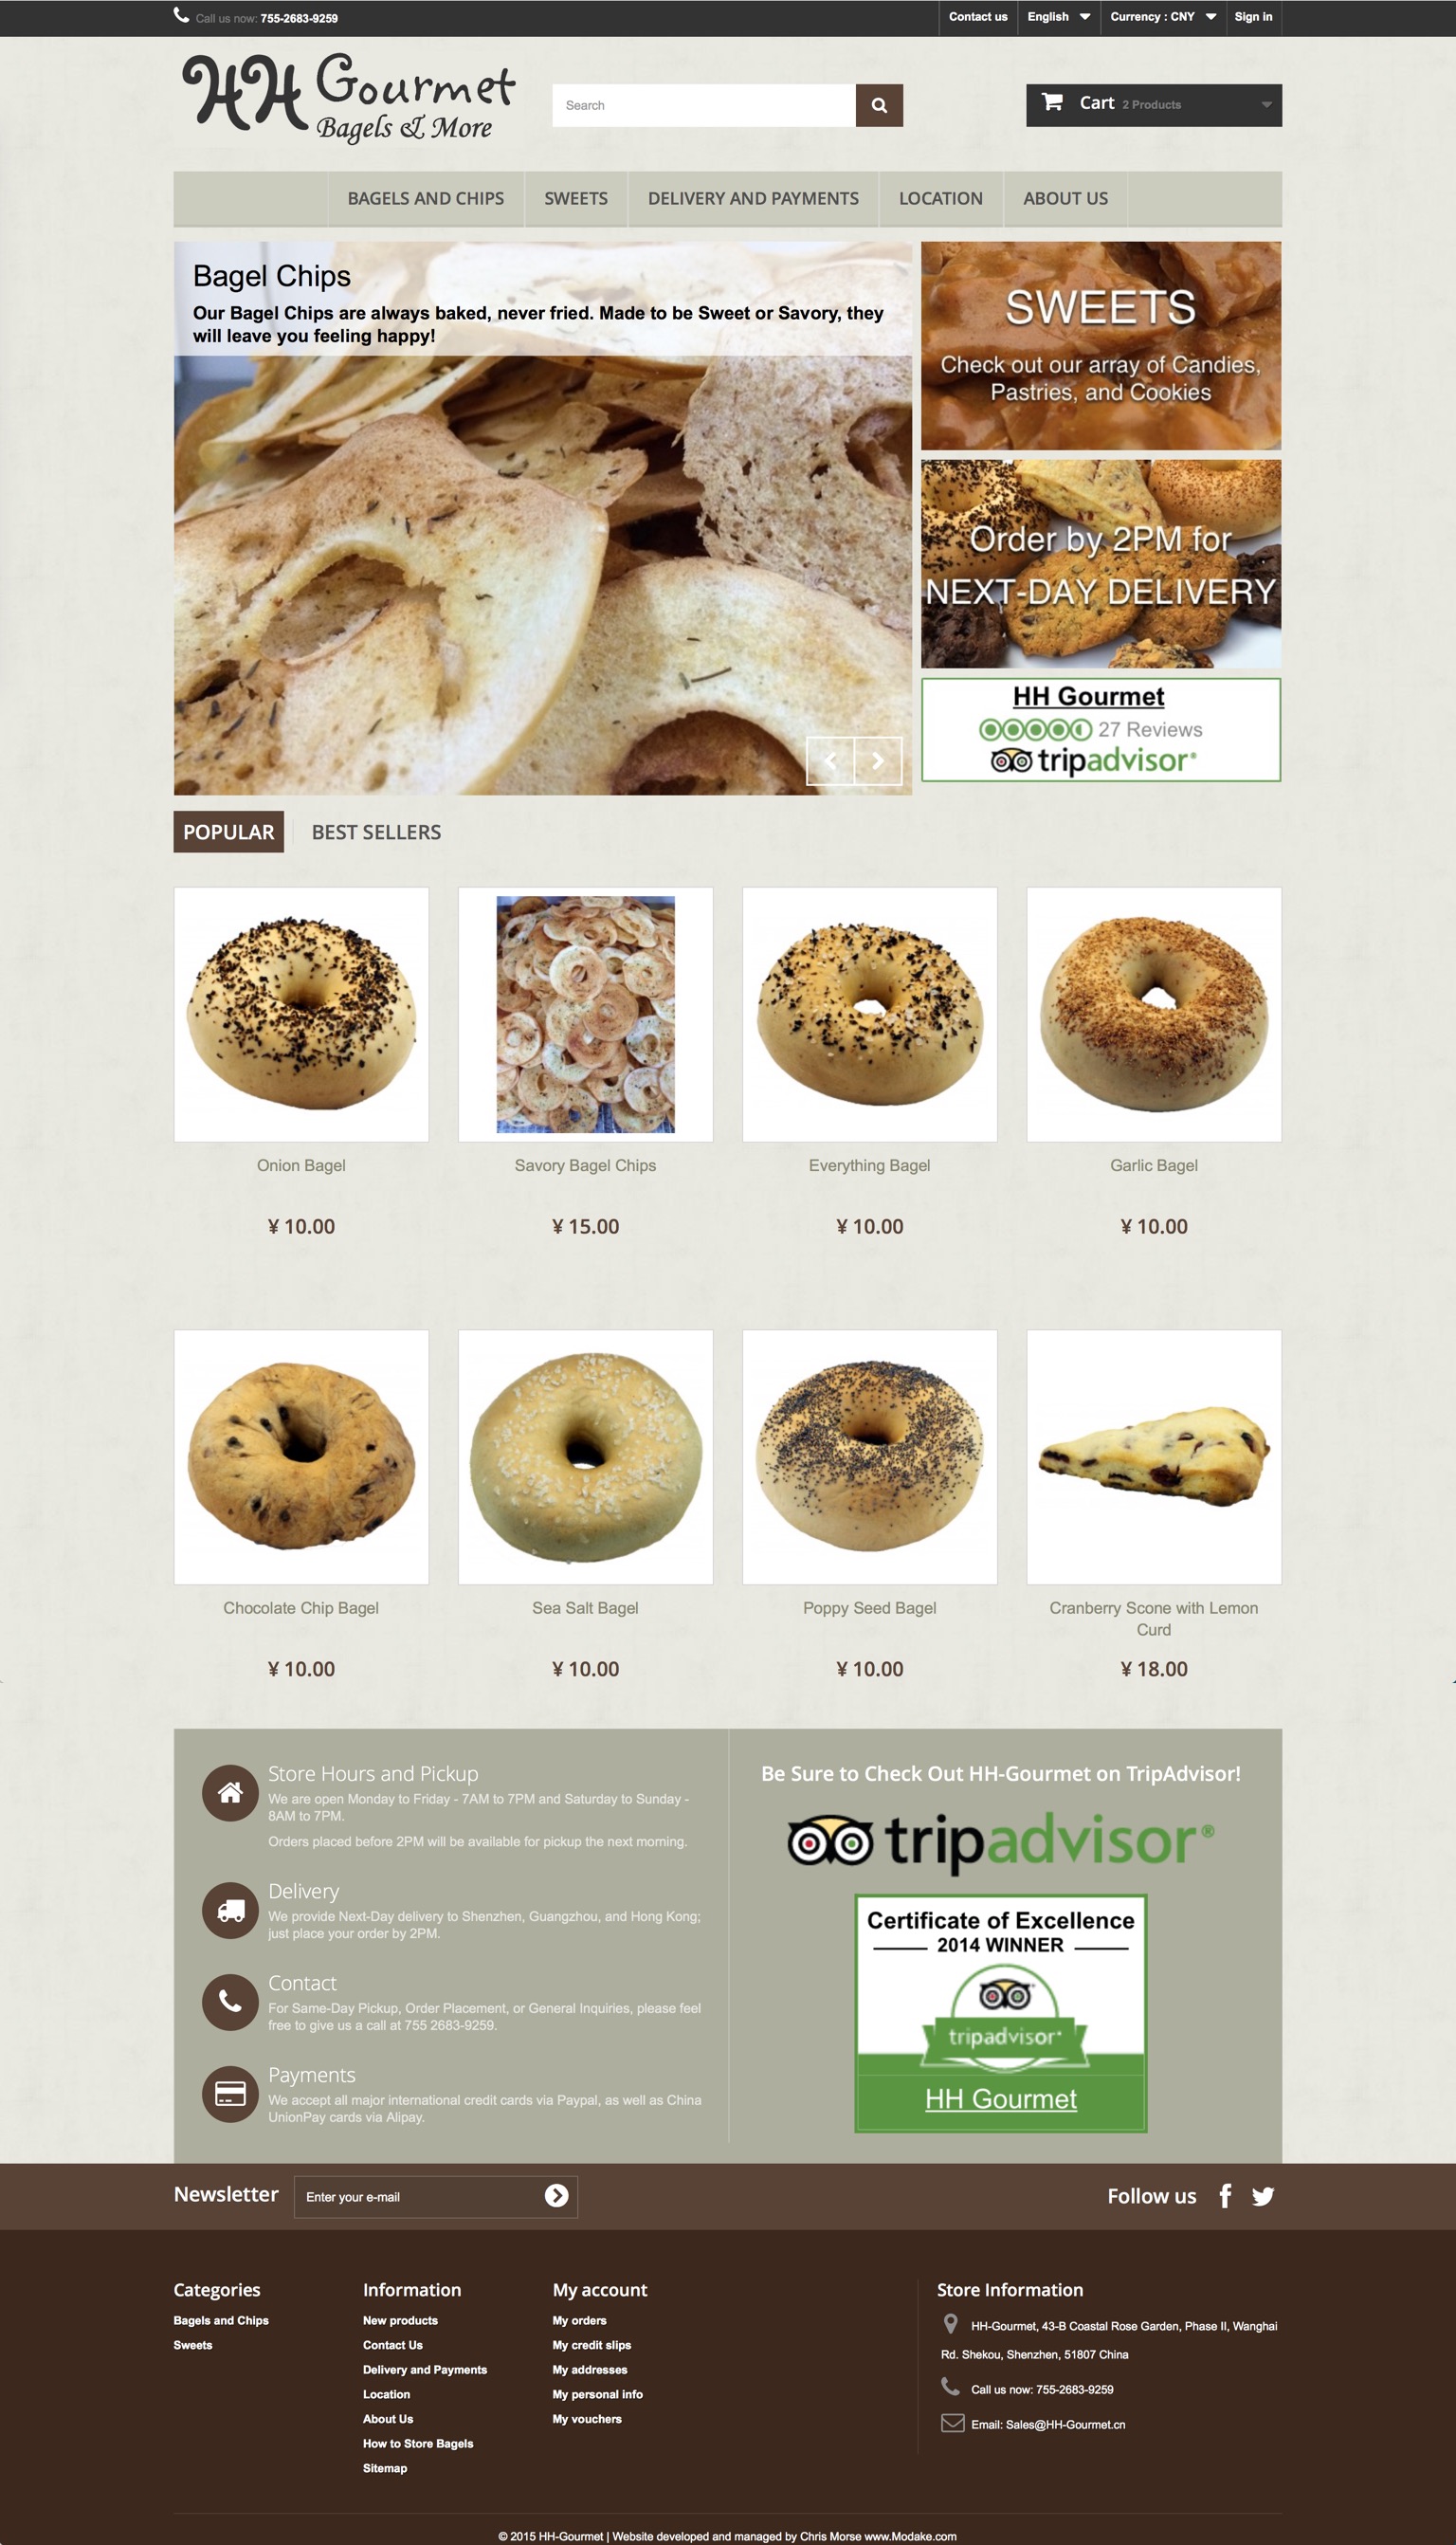 Call us now: 755-2683-9259
Contact us
English
Currency : CNY
Sign in
HH Gourmet
Bagels & More
Search
Cart 2 Products
BAGELS AND CHIPS
SWEETS
DELIVERY AND PAYMENTS
LOCATION
ABOUT US
Bagel Chips
Our Bagel Chips are always baked, never fried. Made to be Sweet or Savory, they
will leave you feeling happy!
SWEETS
Check out our array of Candies,
Pastries, and Cookies
Order by 2PM for
NEXT-DAY DELIVERY
HH Gourmet
27 Reviews
tripadvisor®
POPULAR
BEST SELLERS
Onion Bagel
Savory Bagel Chips
Everything Bagel
Garlic Bagel
¥ 10.00
¥ 15.00
¥ 10.00
¥ 10.00
Chocolate Chip Bagel
Sea Salt Bagel
Poppy Seed Bagel
Cranberry Scone with Lemon
Curd
¥ 10.00
¥ 10.00
¥ 10.00
¥ 18.00
Store Hours and Pickup
We are open Monday to Friday - 7AM to 7PM and Saturday to Sunday -
8AM to 7PM.
Orders placed before 2PM will be available for pickup the next morning.
Delivery
We provide Next-Day delivery to Shenzhen, Guangzhou, and Hong Kong;
just place your order by 2PM.
Contact
For Same-Day Pickup, Order Placement, or General Inquiries, please feel
free to give us a call at 755 2683-9259.
Payments
We accept all major international credit cards via Paypal, as well as China
UnionPay cards via Alipay.
Be Sure to Check Out HH-Gourmet on TripAdvisor!
tripadvisor®
Certificate of Excellence
2014 WINNER
tripadvisor®
HH Gourmet
Newsletter
Enter your e-mail
Follow us
Categories
Bagels and Chips
Sweets
Information
New products
Contact Us
Delivery and Payments
Location
About Us
How to Store Bagels
Sitemap
My account
My orders
My credit slips
My addresses
My personal info
My vouchers
Store Information
HH-Gourmet, 43-B Coastal Rose Garden, Phase II, Wanghai
Rd. Shekou, Shenzhen, 51807 China
Call us now: 755-2683-9259
Email: Sales@HH-Gourmet.cn
© 2015 HH-Gourmet | Website developed and managed by Chris Morse www.Modake.com